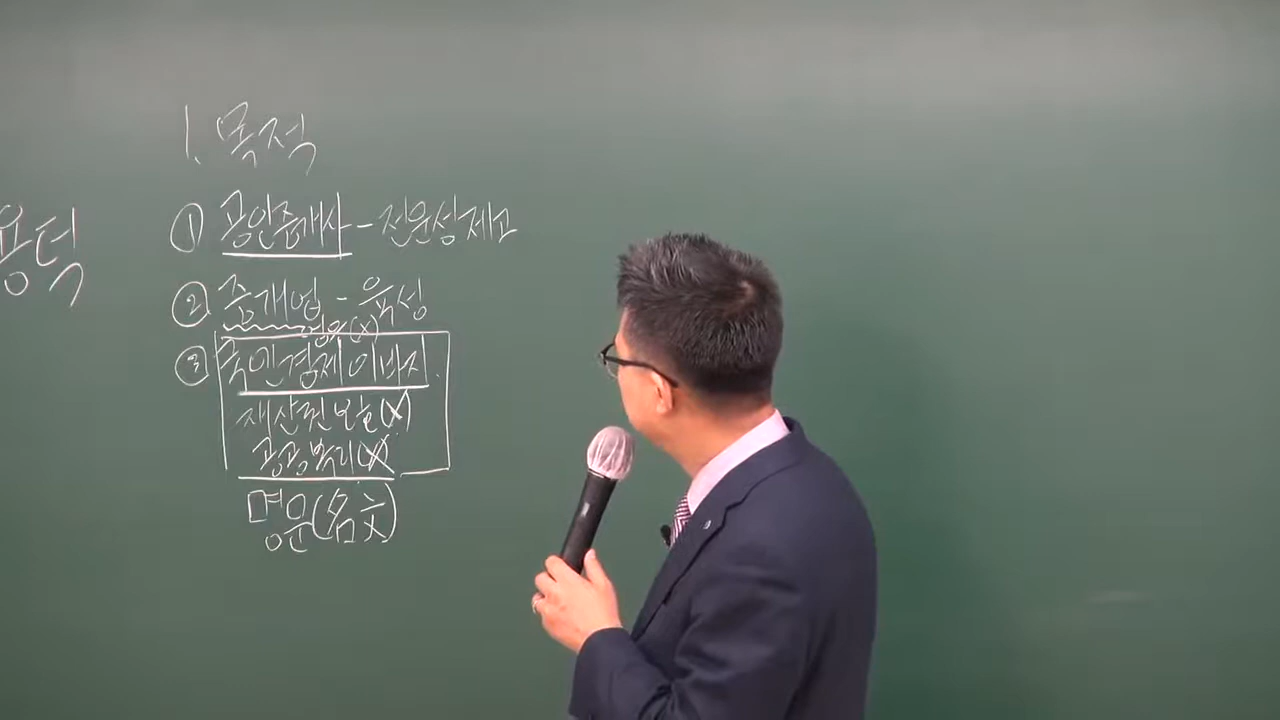 용덕
1. 목적
① 공인중개사 - 전문성제고
② 중개업 - 육성
(X)
③ 국민경제 이바지
재산권 보호(X)
공공복리(X)
명문(名文)